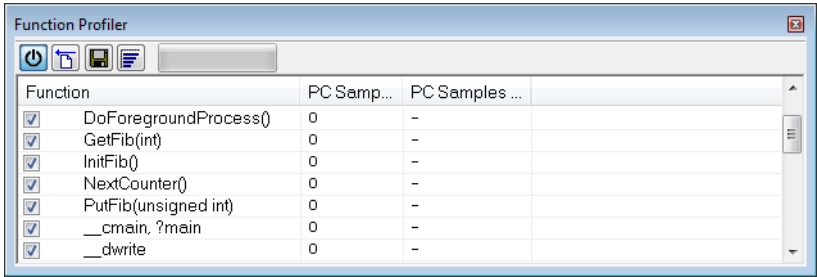 Function Profiler
Function PC Samp... PC Samples ...
DoForegroundProcess() 0 -
GetFib(int) 0 -
InitFib() 0 -
NextCounter() 0 -
PutFib(unsigned int) 0 -
__cmain, ?main 0 -
__dwrite 0 -